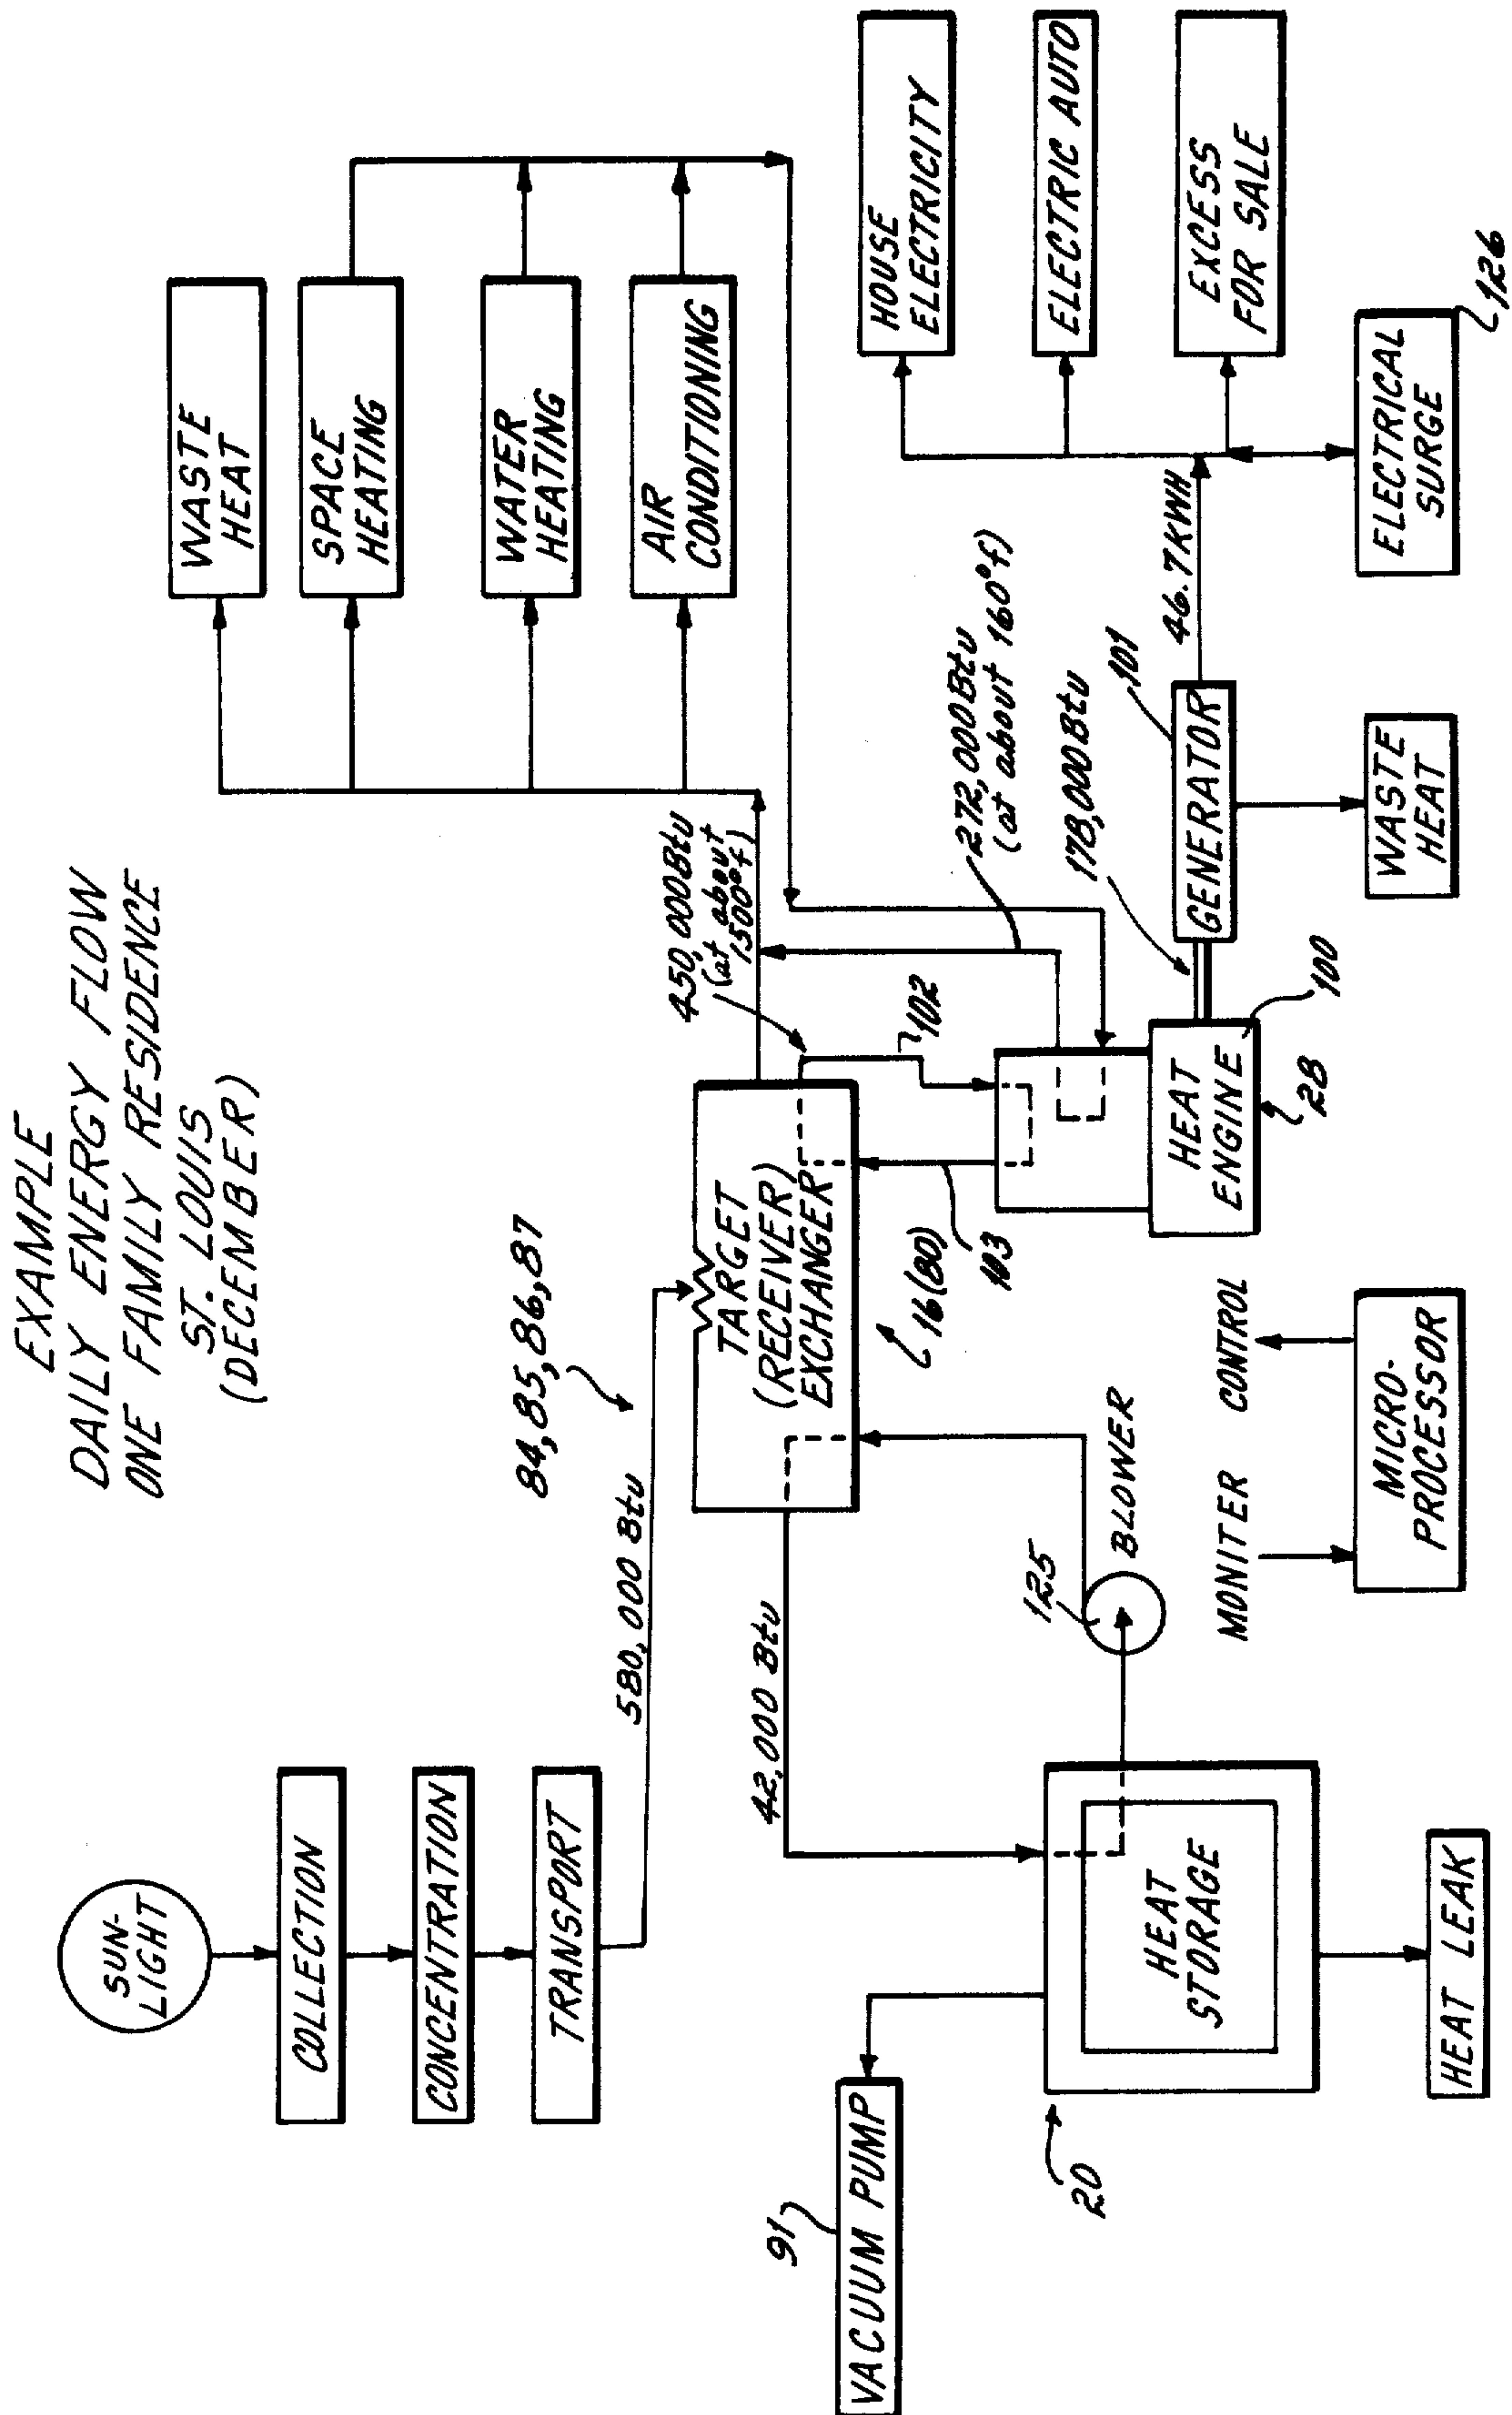 EXAMPLE
DAILY ENERGY FLOW
ONE FAMILY RESIDENCE
ST. LOUIS
(DECEMBER)
SUN-
LIGHT
COLLECTION
CONCENTRATION
TRANSPORT
580,000 Btu
84,85,86,87
TARGET
(RECEIVER)
EXCHANGER
16(80)
42,000 Btu
450,000 Btu
(at about
1500°f)
102
103
WASTE
HEAT
SPACE
HEATING
WATER
HEATING
AIR
CONDITIONING
91
VACUUM PUMP
20
HEAT
STORAGE
HEAT LEAK
125
BLOWER
MONITER CONTROL
MICRO-
PROCESSOR
HEAT
ENGINE
100
28
272,000 Btu
(at about 160°f)
178,000 Btu
101
GENERATOR
WASTE
HEAT
46.7 KWH
HOUSE
ELECTRICITY
ELECTRIC AUTO
EXCESS
FOR SALE
ELECTRICAL
SURGE
126